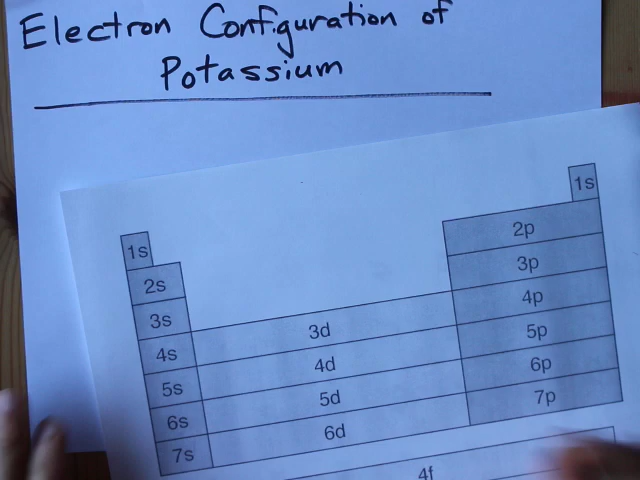 Electron Configuration of
Potassium
1s
1s
2p
2s
3p
3s
4p
3d
4s
5p
4d
5s
6p
5d
6s
7p
6d
7s
4f